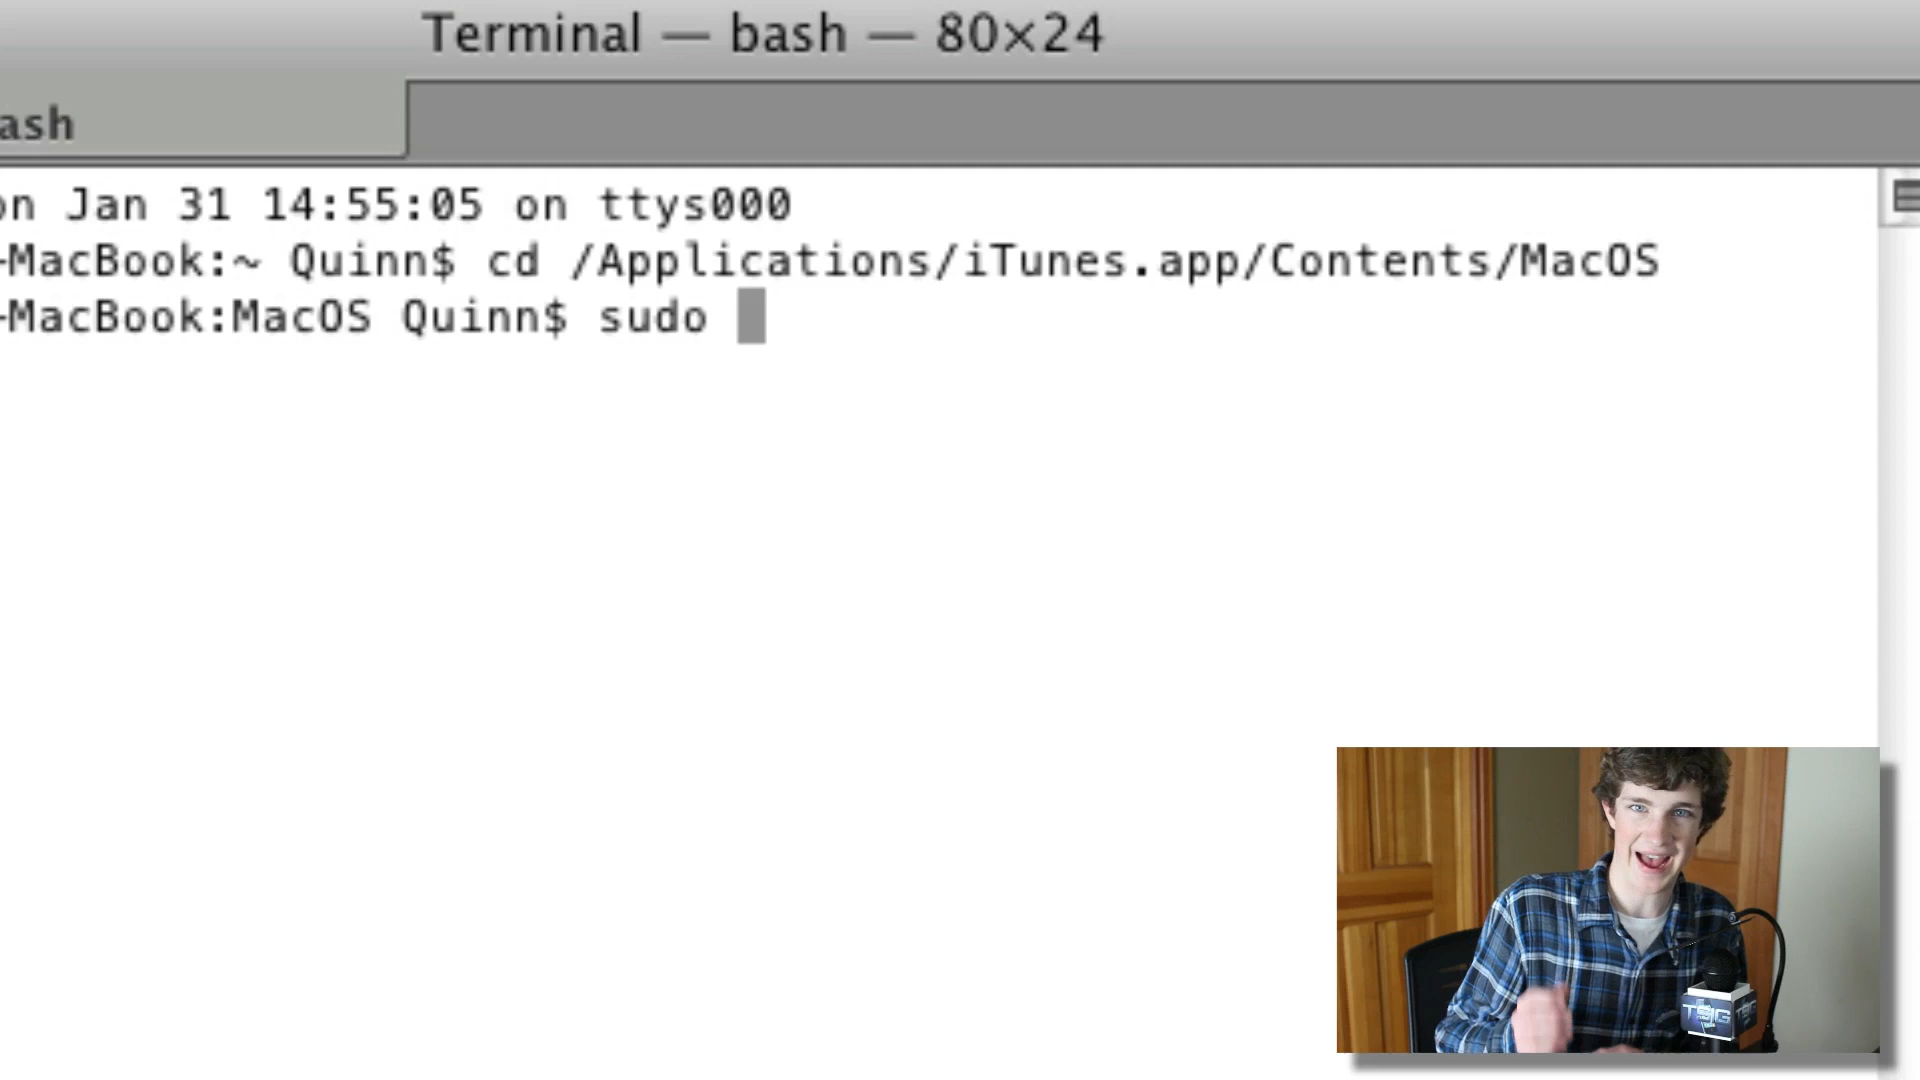 Terminal — bash — 80×24
ash
on Jan 31 14:55:05 on ttys000
-MacBook:~ Quinn$ cd /Applications/iTunes.app/Contents/MacOS
-MacBook:MacOS Quinn$ sudo